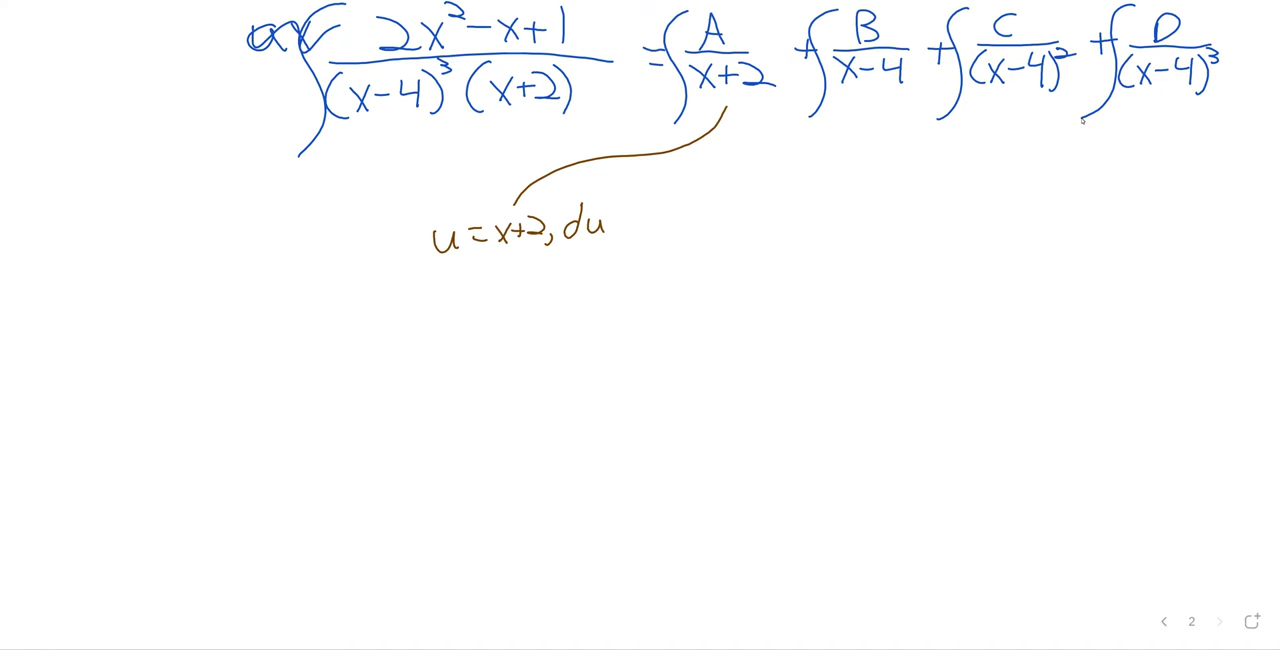 ∫ (2x² - x + 1) / ((x-4)³ (x+2)) = ∫ A/(x+2) + ∫ B/(x-4) + ∫ C/(x-4)² + ∫ D/(x-4)³
u = x+2, du
2